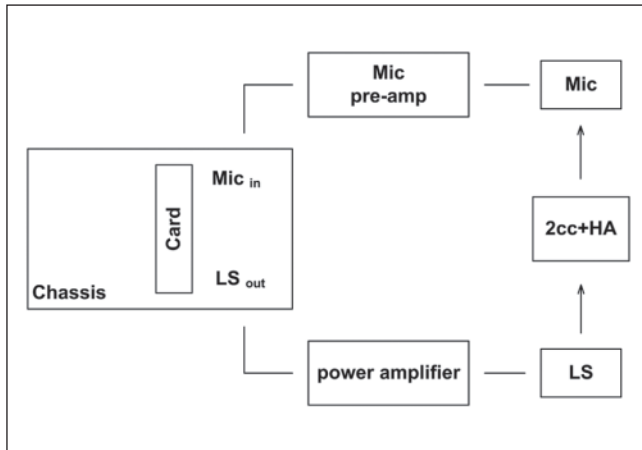 Mic
pre-amp
Mic
Mic in
Card
2cc+HA
LS out
Chassis
power amplifier
LS